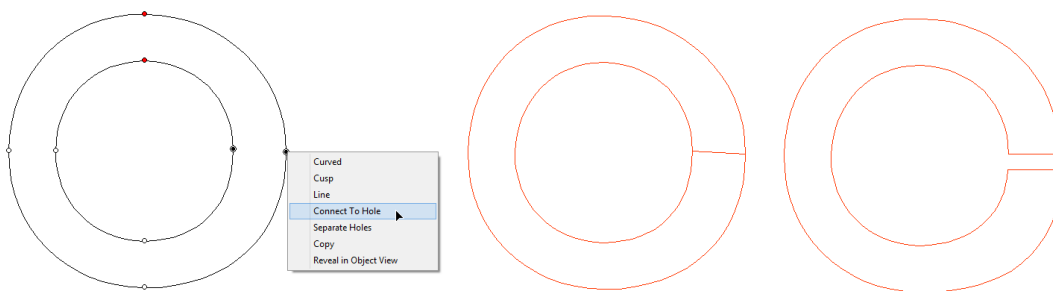 Curved
Cusp
Line
Connect To Hole
Separate Holes
Copy
Reveal in Object View